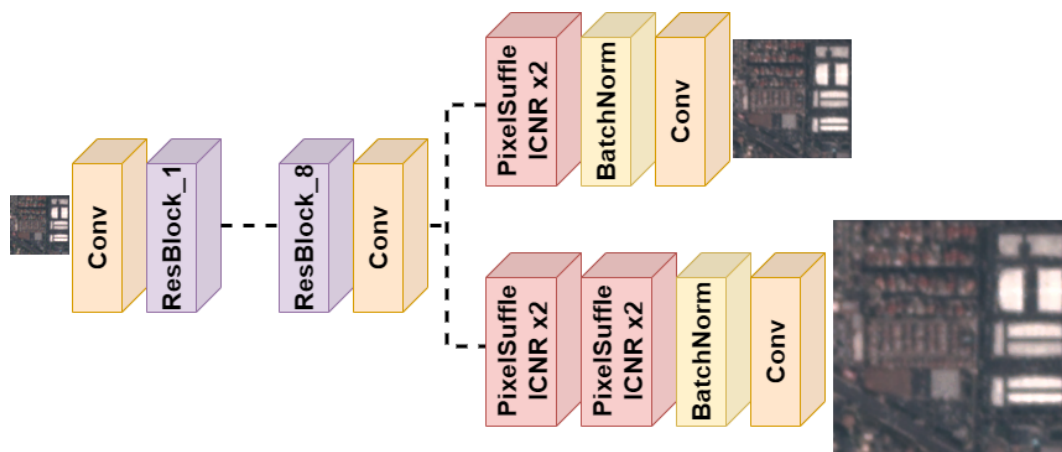 Conv
ResBlock_1
ResBlock_8
Conv
PixelSuffle
ICNR x2
BatchNorm
Conv
PixelSuffle
ICNR x2
PixelSuffle
ICNR x2
BatchNorm
Conv